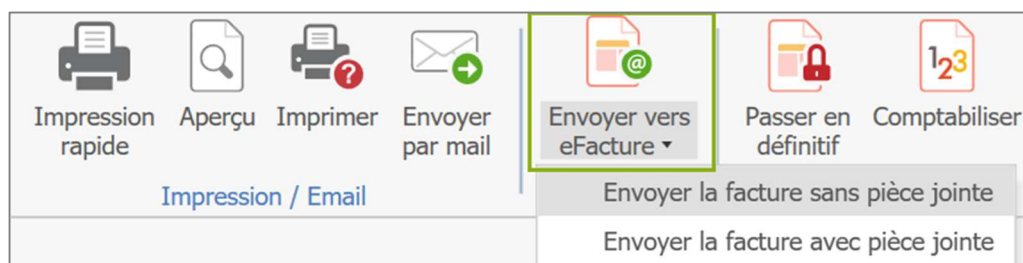 Impression rapide
Aperçu
Imprimer
Envoyer par mail
Envoyer vers eFacture
Passer en définitif
Comptabiliser
Impression / Email
Envoyer la facture sans pièce jointe
Envoyer la facture avec pièce jointe